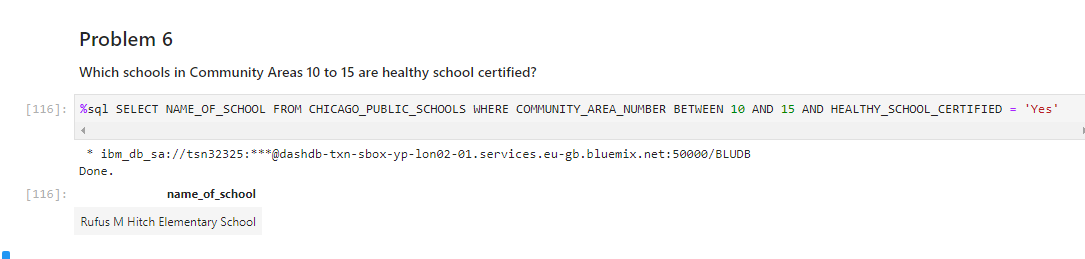 Problem 6
Which schools in Community Areas 10 to 15 are healthy school certified?
[116]: %sql SELECT NAME_OF_SCHOOL FROM CHICAGO_PUBLIC_SCHOOLS WHERE COMMUNITY_AREA_NUMBER BETWEEN 10 AND 15 AND HEALTHY_SCHOOL_CERTIFIED = 'Yes'
* ibm_db_sa://tsn32325:***@dashdb-txn-sbox-yp-lon02-01.services.eu-gb.bluemix.net:50000/BLUDB
Done.
[116]: name_of_school
Rufus M Hitch Elementary School